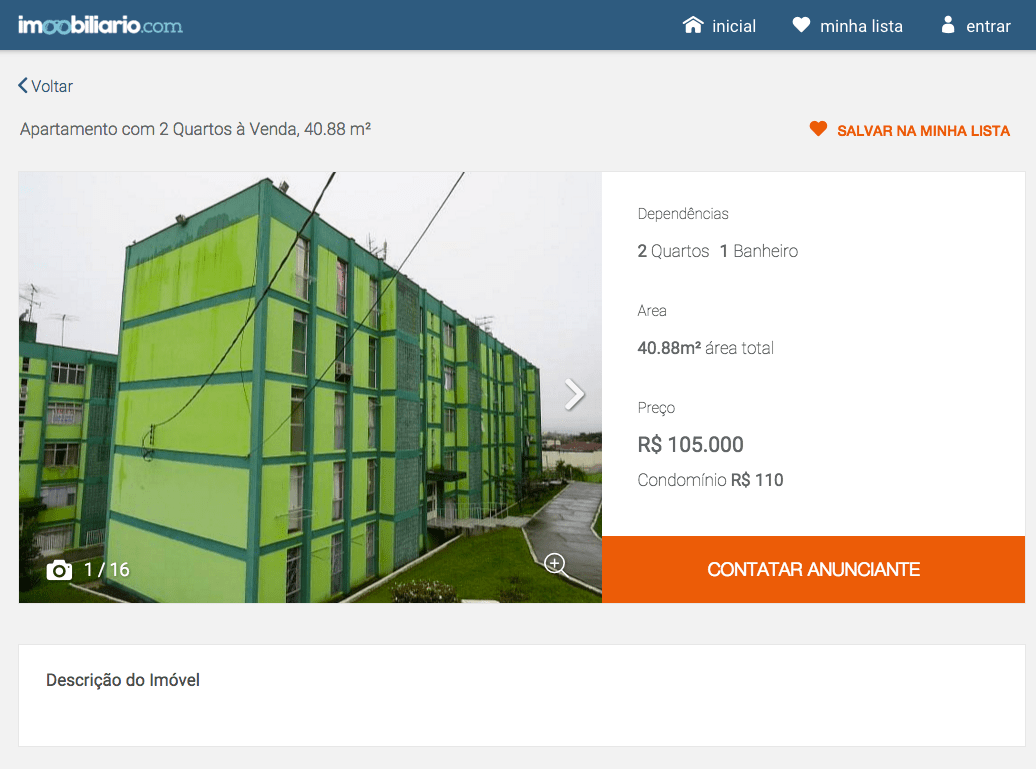 imoobiliario.com
inicial
minha lista
entrar
Voltar
Apartamento com 2 Quartos à Venda, 40.88 m²
SALVAR NA MINHA LISTA
Dependências
2 Quartos 1 Banheiro
Area
40.88m² área total
Preço
R$ 105.000
Condomínio R$ 110
1 / 16
CONTATAR ANUNCIANTE
Descrição do Imóvel